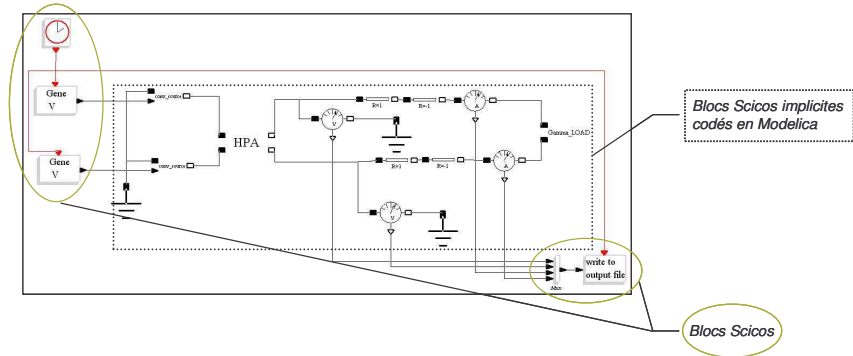 Gene
V
Gene
V
HPA
R=1
R=-1
A
V
Gamma_LOAD
R=1
R=-1
A
V
Mux
write to
output file
Blocs Scicos implicites
codés en Modelica
Blocs Scicos